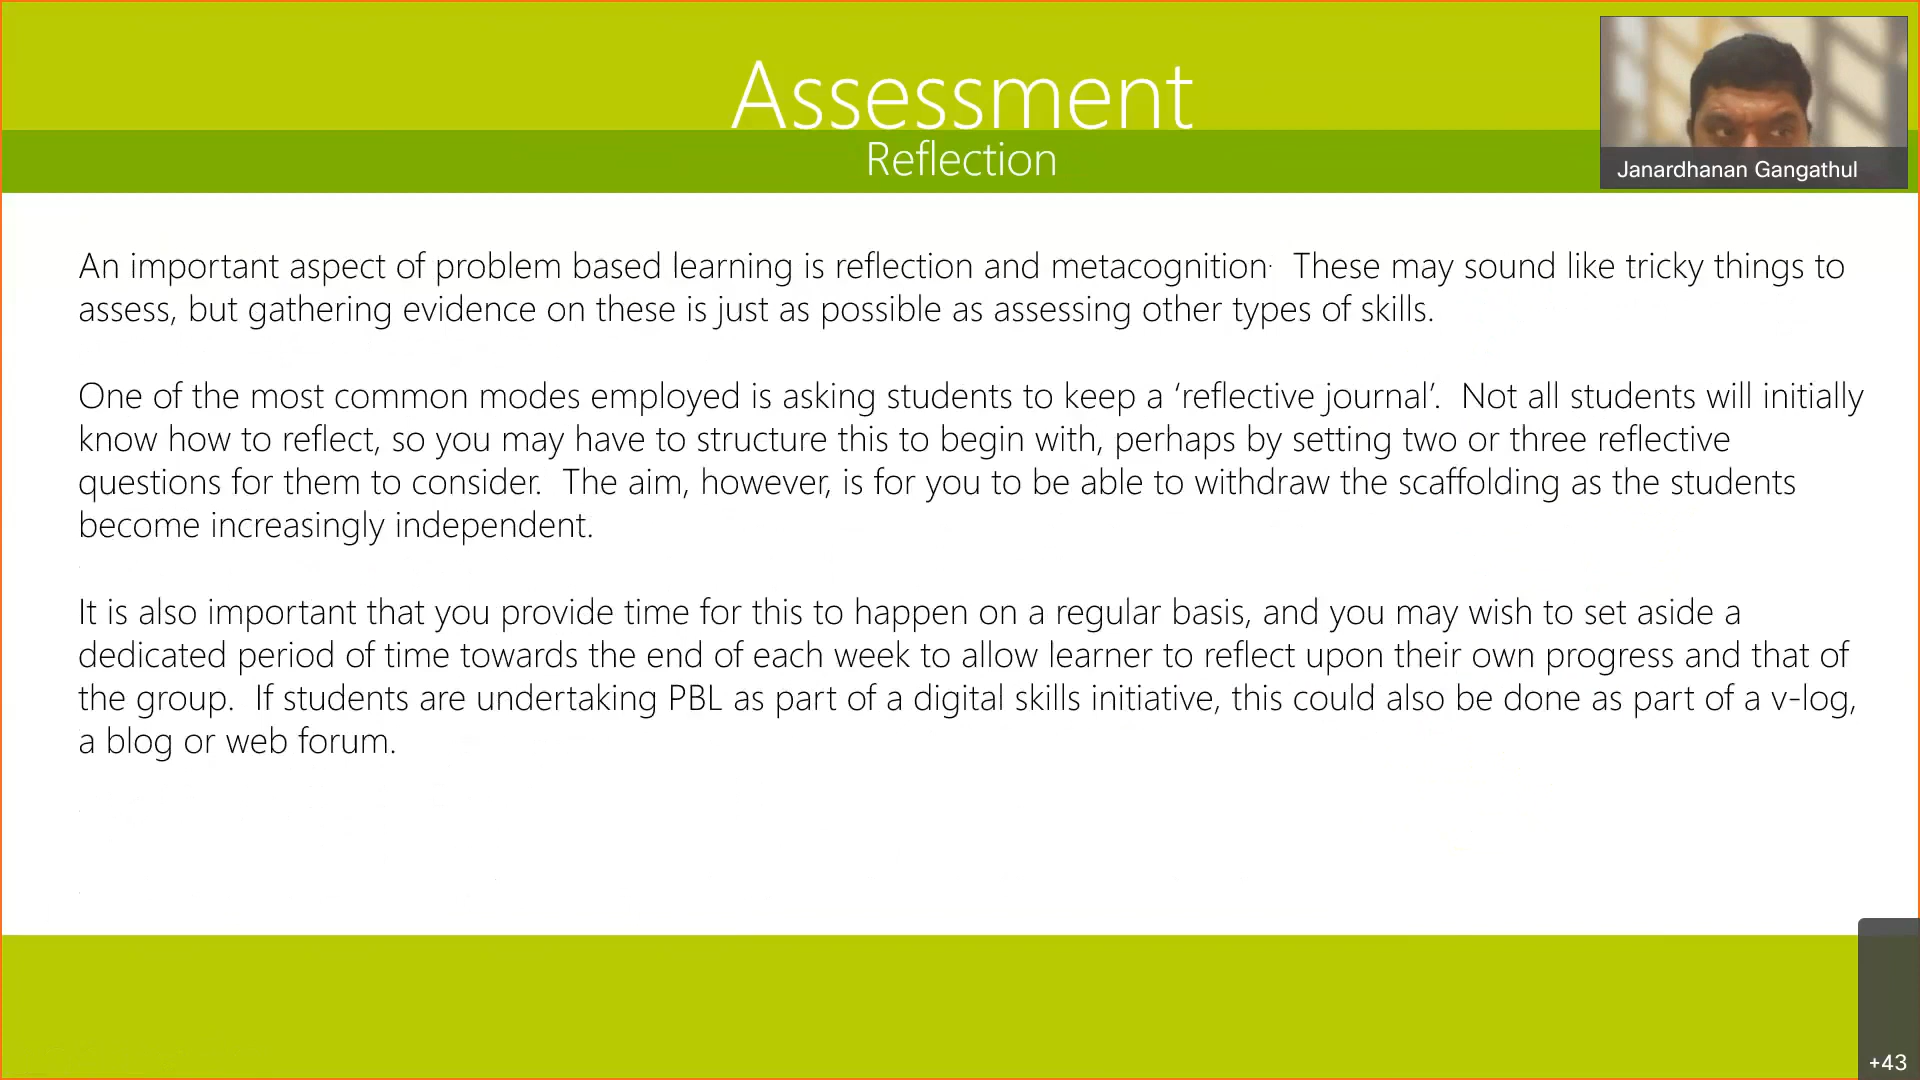 Assessment
Reflection
Janardhanan Gangathul
An important aspect of problem based learning is reflection and metacognition. These may sound like tricky things to
assess, but gathering evidence on these is just as possible as assessing other types of skills.
One of the most common modes employed is asking students to keep a ‘reflective journal’. Not all students will initially
know how to reflect, so you may have to structure this to begin with, perhaps by setting two or three reflective
questions for them to consider. The aim, however, is for you to be able to withdraw the scaffolding as the students
become increasingly independent.
It is also important that you provide time for this to happen on a regular basis, and you may wish to set aside a
dedicated period of time towards the end of each week to allow learner to reflect upon their own progress and that of
the group. If students are undertaking PBL as part of a digital skills initiative, this could also be done as part of a v-log,
a blog or web forum.
+43